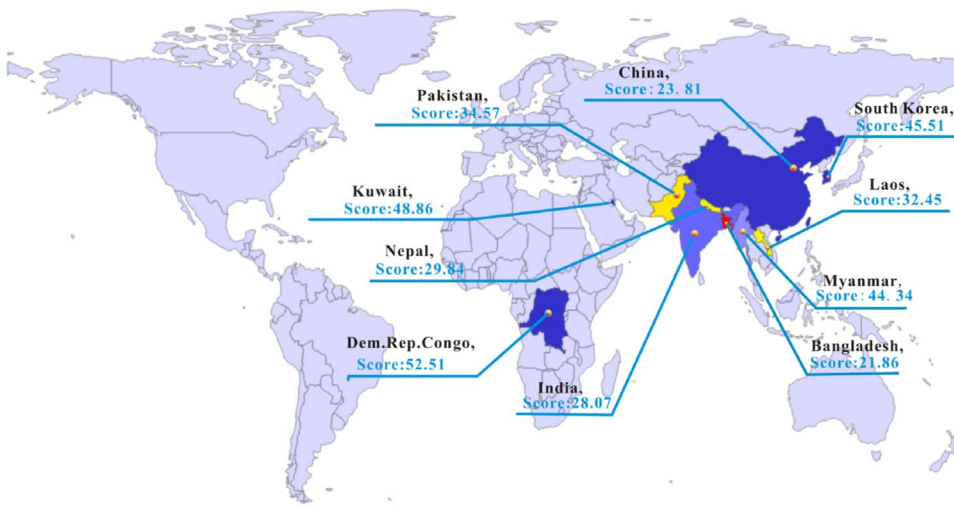 China,
Score: 23. 81
Pakistan,
Score:34.57
South Korea,
Score:45.51
Kuwait,
Score:48.86
Laos,
Score:32.45
Nepal,
Score:29.84
Myanmar,
Score: 44. 34
Dem.Rep.Congo,
Score:52.51
Bangladesh,
Score:21.86
India,
Score:28.07